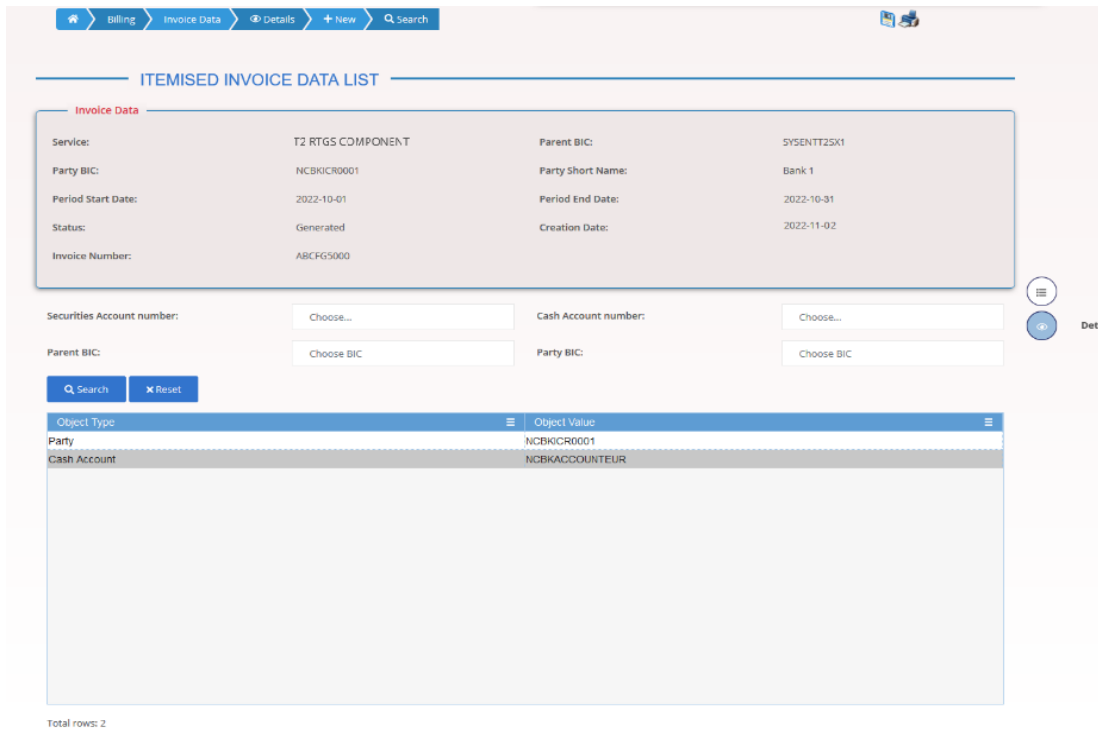 Billing Invoice Data Details New Search
ITEMISED INVOICE DATA LIST
Invoice Data
Service: T2 RTGS COMPONENT Parent BIC: SYSENTT2SX1
Party BIC: NCBKICR0001 Party Short Name: Bank 1
Period Start Date: 2022-10-01 Period End Date: 2022-10-31
Status: Generated Creation Date: 2022-11-02
Invoice Number: ABCFG5000
Securities Account number: Choose... Cash Account number: Choose...
Parent BIC: Choose BIC Party BIC: Choose BIC
Det
Search Reset
Object Type Object Value
Party NCBKICR0001
Cash Account NCBKACCOUNTEUR
Total rows: 2